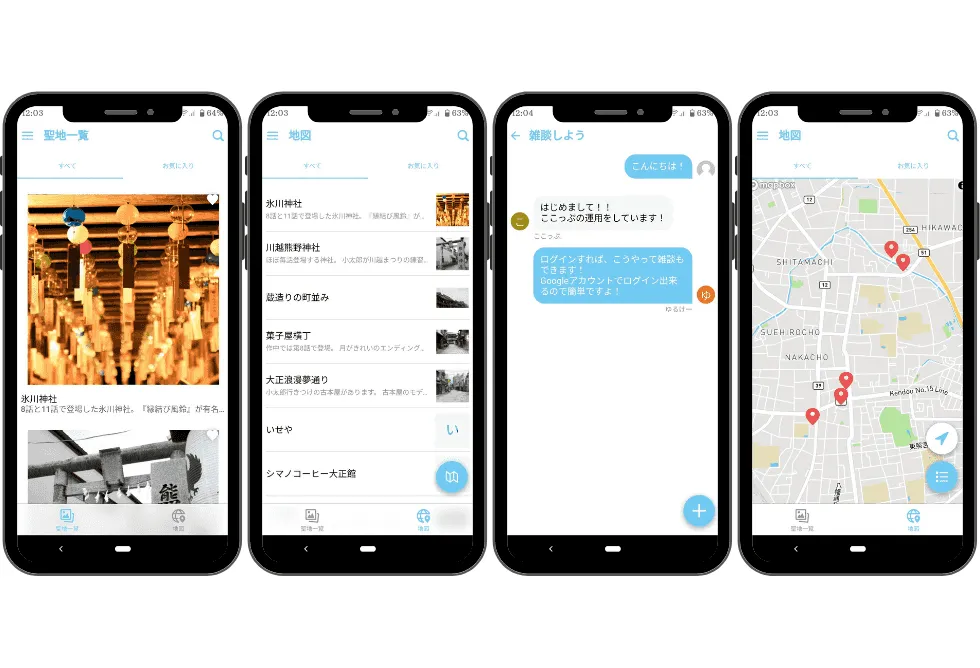 12:03
64%
聖地一覧
すべて
お気に入り
氷川神社
8話と11話で登場した氷川神社。『縁結び風鈴』が有名...
熊
聖地一覧
地図
12:03
63%
地図
すべて
お気に入り
氷川神社
8話と11話で登場した氷川神社。『縁結び風鈴』が...
川越熊野神社
ほぼ毎話登場する神社。 小太郎が川越まつりの練習...
蔵造りの町並み
菓子屋横丁
作中では第8話で登場。 月がきれいのエンディング...
大正浪漫夢通り
小太郎行きつけの古本屋があります。 古本屋のモデ...
いせや
い
シマノコーヒー大正館
聖地一覧
地図
12:04
63%
雑談しよう
こんにちは！
はじめまして！！
ここっぷの運用をしています！
こ
ここっぷ.
ログインすれば、こうやって雑談も
できます！
Googleアカウントでログイン出来
るので簡単ですよ！
ゆ
ゆるけー
12:03
63%
地図
すべて
お気に入り
mapbox
12
254
HIKAWAC
51
SHITAMACHI
12
SUEHIROCHO
NAKACHO
39
Kendou No.15 Line
39
聖地一覧
地図